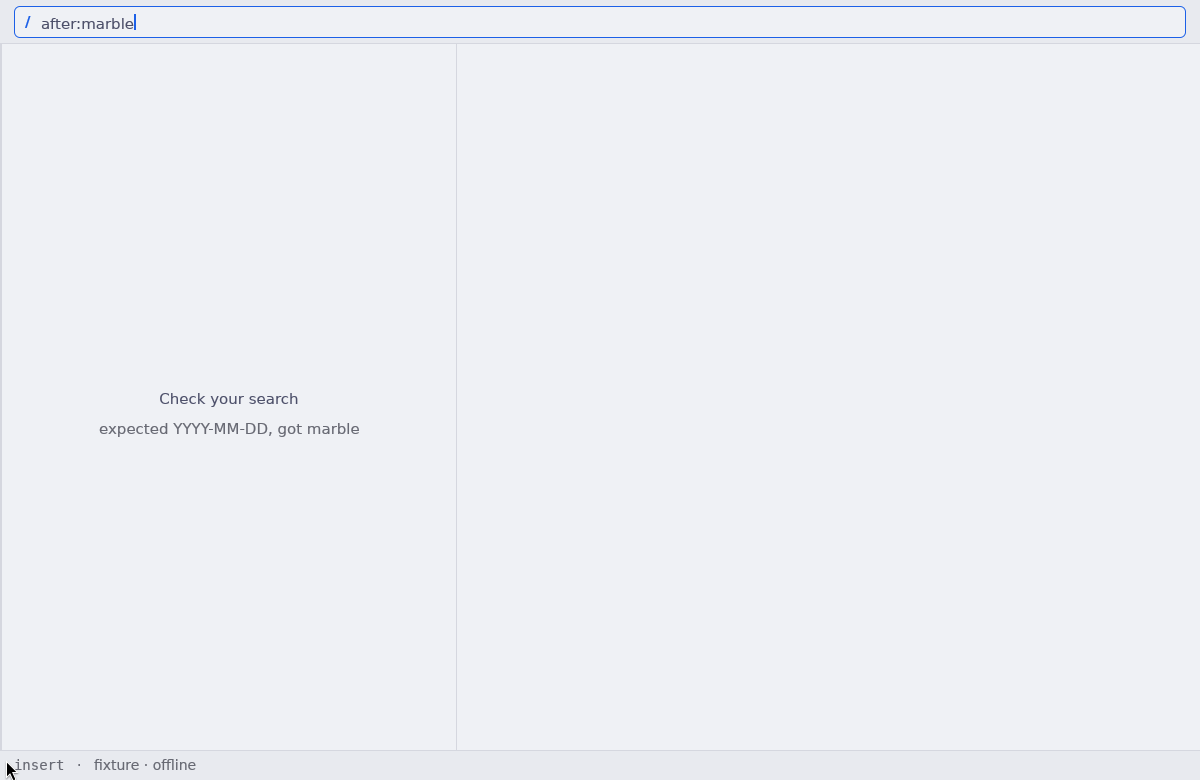 / after:marble
Check your search
expected YYYY-MM-DD, got marble
insert · fixture · offline